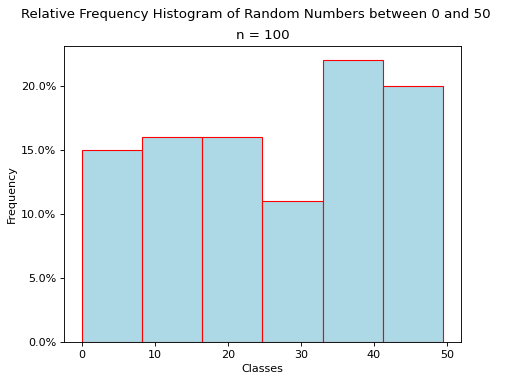 Relative Frequency Histogram of Random Numbers between 0 and 50
n = 100
20.0%
15.0%
10.0%
5.0%
0.0%
Frequency
0 10 20 30 40 50
Classes